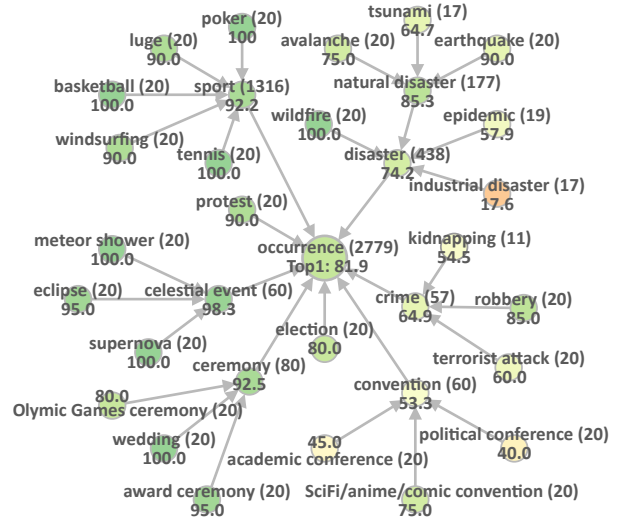 tsunami (17)
64.7
poker (20)
100
luge (20)
90.0
avalanche (20)
75.0
earthquake (20)
90.0
basketball (20)
100.0
sport (1316)
92.2
natural disaster (177)
85.3
wildfire (20)
100.0
epidemic (19)
57.9
windsurfing (20)
90.0
tennis (20)
100.0
disaster (438)
74.2
industrial disaster (17)
17.6
protest (20)
90.0
meteor shower (20)
100.0
occurrence (2779)
Top1: 81.9
kidnapping (11)
54.5
eclipse (20)
95.0
celestial event (60)
98.3
crime (57)
64.9
robbery (20)
85.0
supernova (20)
100.0
election (20)
80.0
ceremony (80)
92.5
terrorist attack (20)
60.0
convention (60)
53.3
80.0
Olymic Games ceremony (20)
wedding (20)
100.0
45.0
academic conference (20)
political conference (20)
40.0
award ceremony (20)
95.0
SciFi/anime/comic convention (20)
75.0